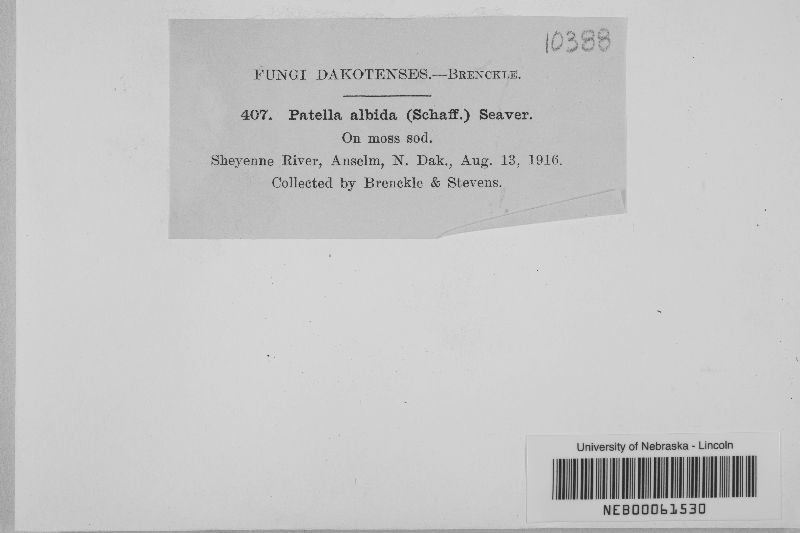 10388
FUNGI DAKOTENSES.—BRENCKLE.
407. Patella albida (Schaff.) Seaver.
On moss sod.
Sheyenne River, Anselm, N. Dak., Aug. 13, 1916.
Collected by Brenckle & Stevens.
University of Nebraska - Lincoln
NEB00061530